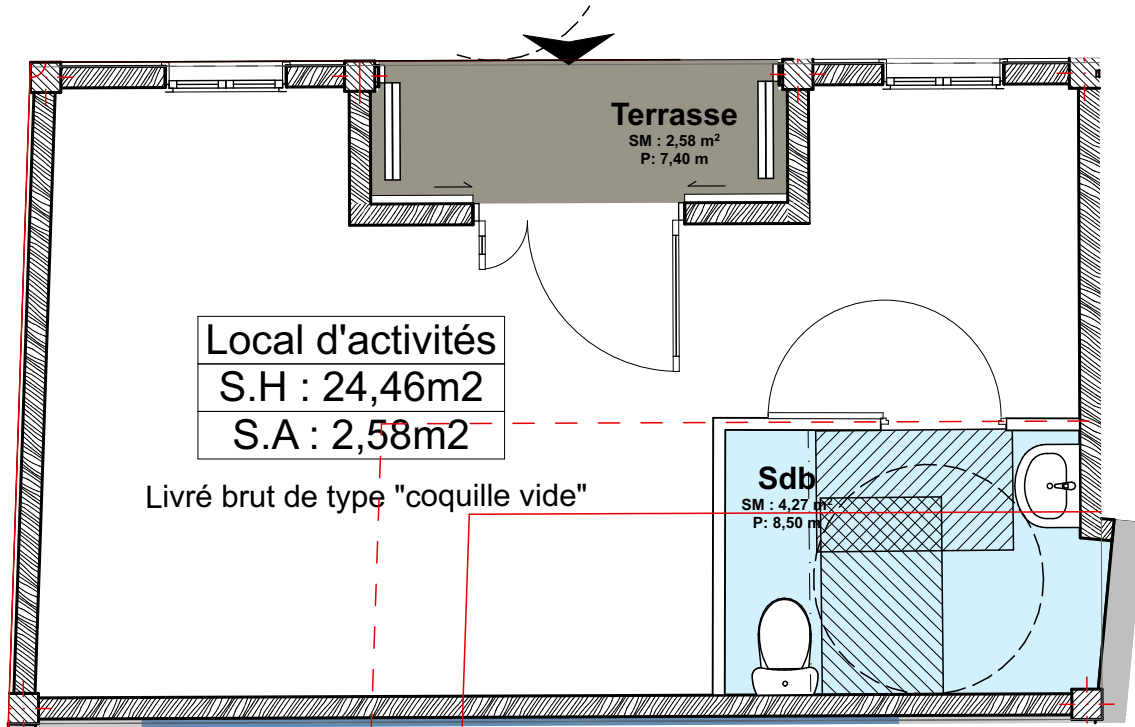 Terrasse
SM : 2,58 m²
P: 7,40 m
Local d'activités
S.H : 24,46m2
S.A : 2,58m2
Livré brut de type "coquille vide"
Sdb
SM : 4,27 m²
P: 8,50 m